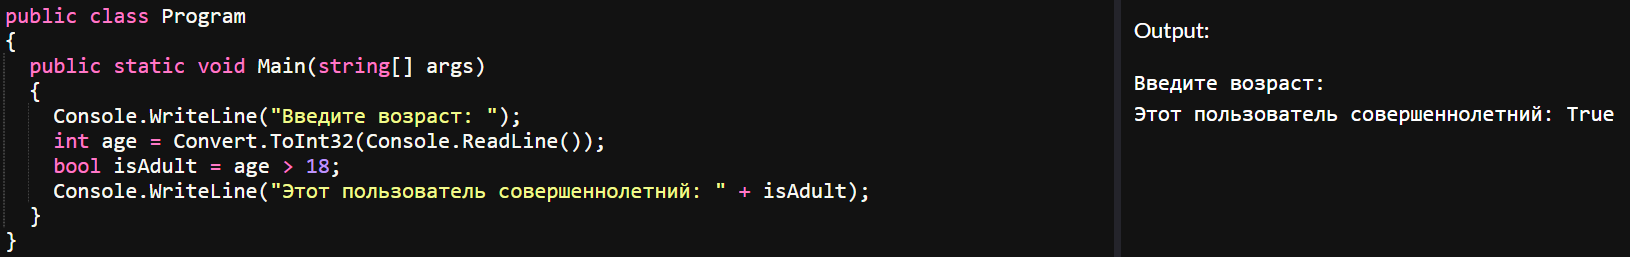 public class Program
{
public static void Main(string[] args)
{
Console.WriteLine("Введите возраст: ");
int age = Convert.ToInt32(Console.ReadLine());
bool isAdult = age > 18;
Console.WriteLine("Этот пользователь совершеннолетний: " + isAdult);
}
}
Output:
Введите возраст:
Этот пользователь совершеннолетний: True